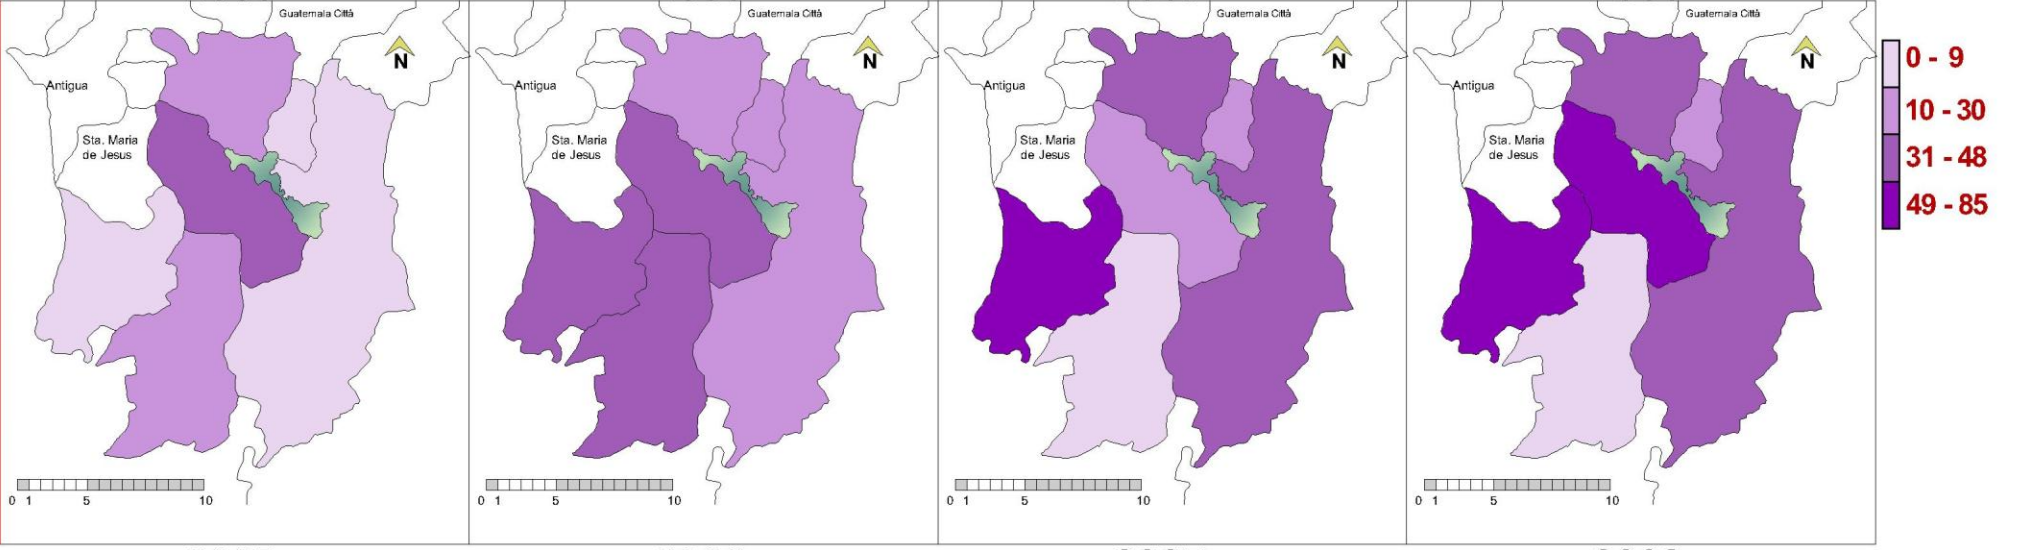 Guatemala Città
N
Antigua
Sta. Maria
de Jesus
0 1 5 10
Guatemala Città
N
Antigua
Sta. Maria
de Jesus
0 1 5 10
Guatemala Città
N
Antigua
Sta. Maria
de Jesus
0 1 5 10
Guatemala Città
N
Antigua
Sta. Maria
de Jesus
0 1 5 10
0 - 9
10 - 30
31 - 48
49 - 85